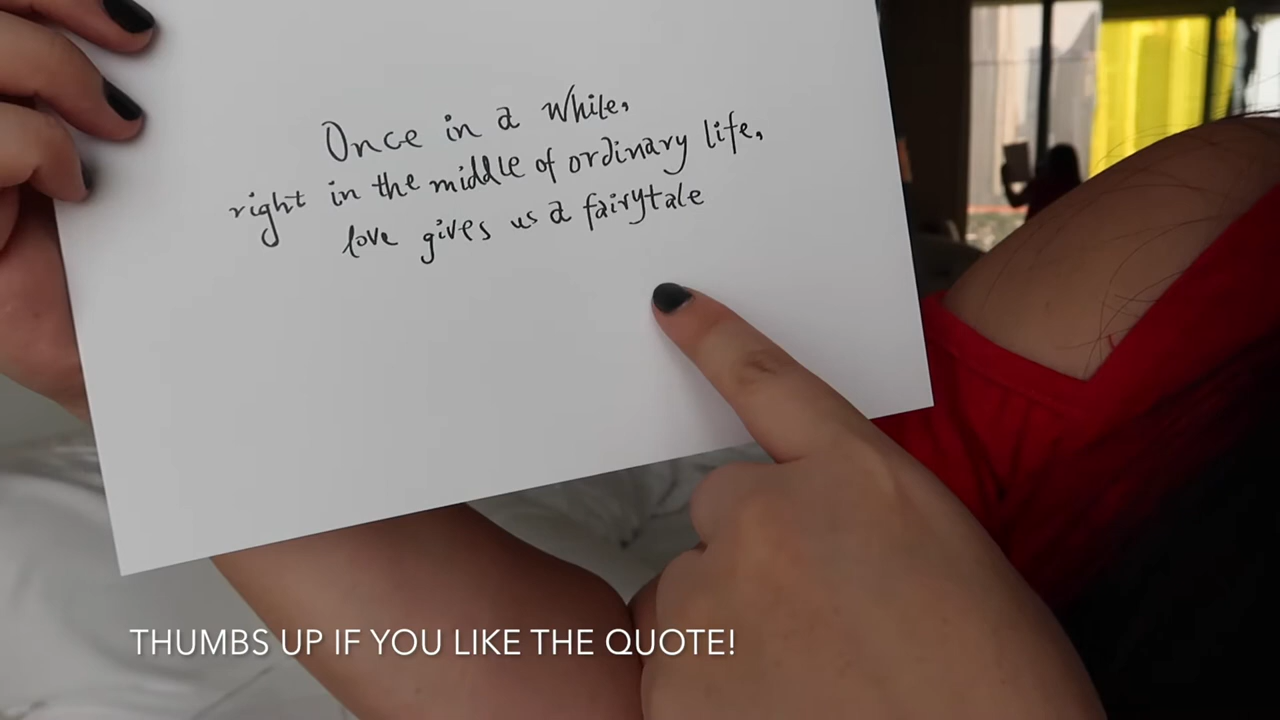 Once in a while,
right in the middle of ordinary life,
love gives us a fairytale
THUMBS UP IF YOU LIKE THE QUOTE!